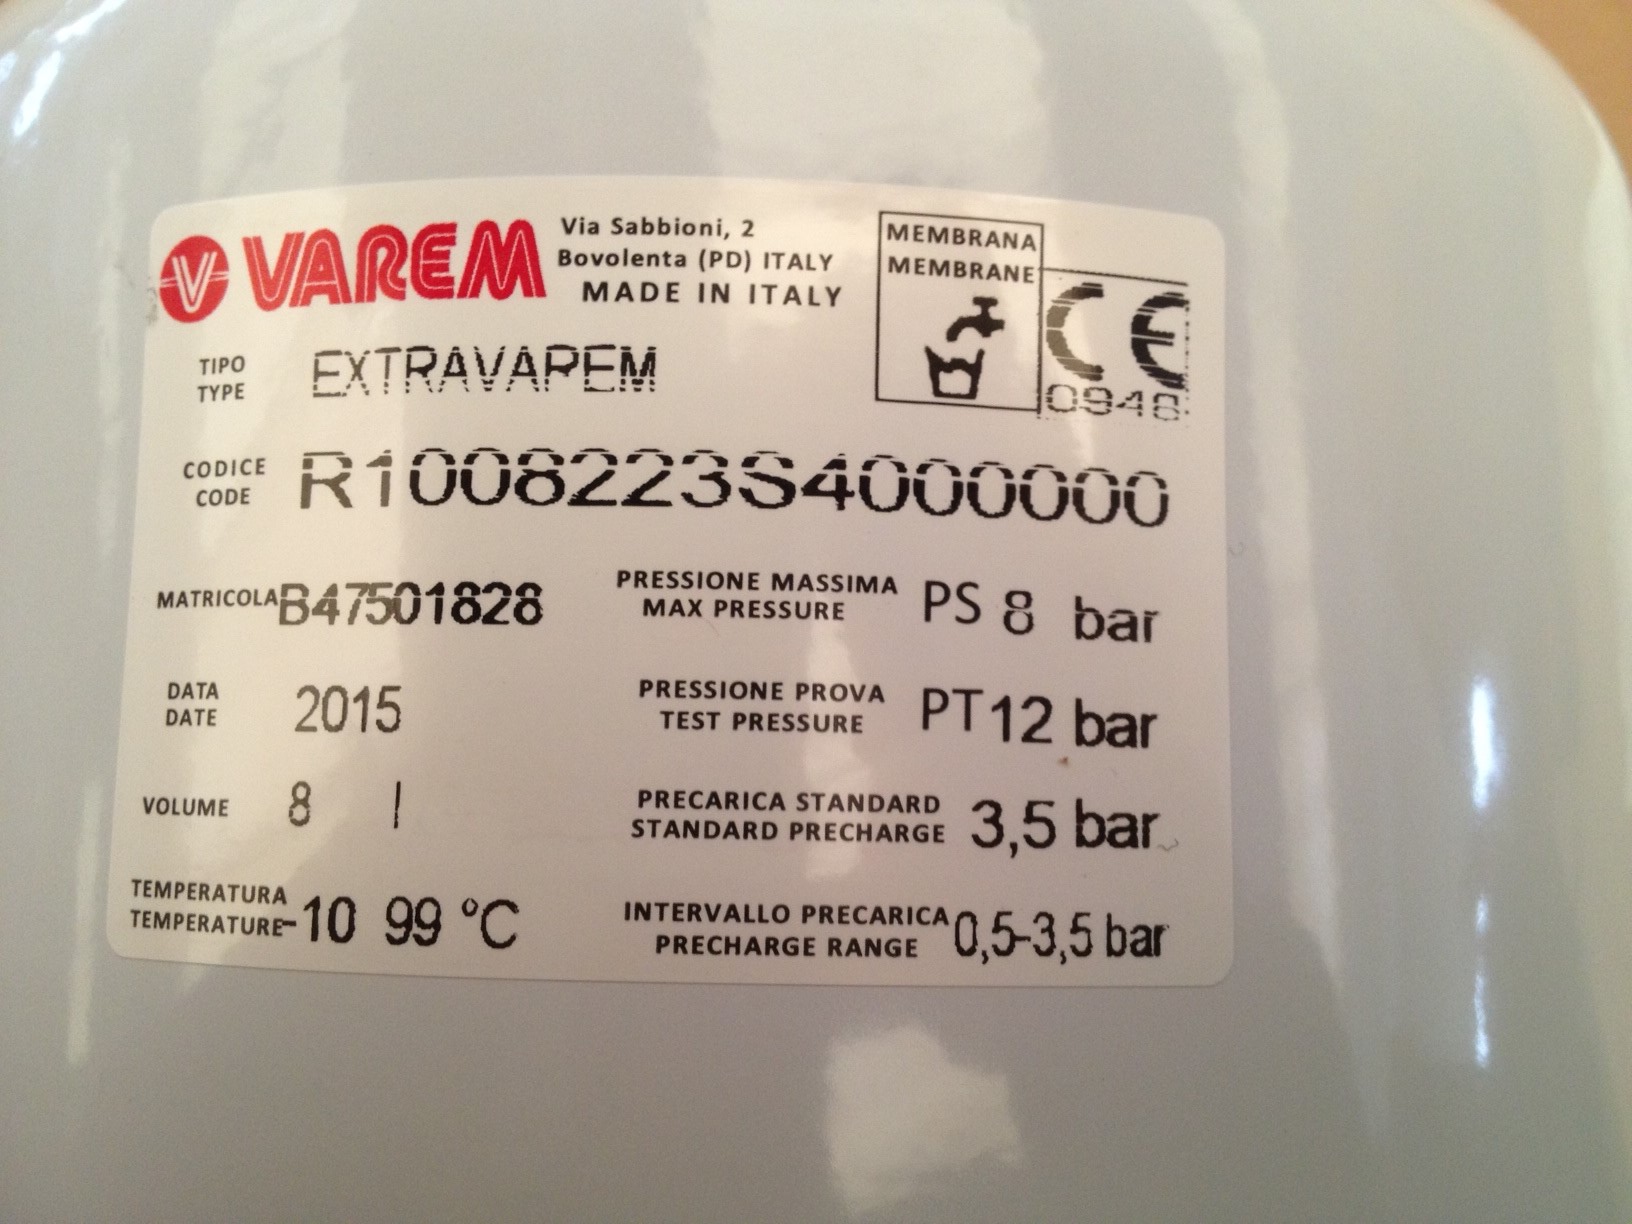 V VAREM
Via Sabbioni, 2
Bovolenta (PD) ITALY
MADE IN ITALY
MEMBRANA
MEMBRANE
CE
0948
TIPO
TYPE
EXTRAVAREM
CODICE
CODE
R1008223S4000000
MATRICOLA B47501828
PRESSIONE MASSIMA
MAX PRESSURE
PS 8 bar
DATA
DATE
2015
PRESSIONE PROVA
TEST PRESSURE
PT 12 bar
VOLUME 8 l
PRECARICA STANDARD
STANDARD PRECHARGE
3,5 bar
TEMPERATURA
TEMPERATURE
-10 99 °C
INTERVALLO PRECARICA
PRECHARGE RANGE
0,5-3,5 bar